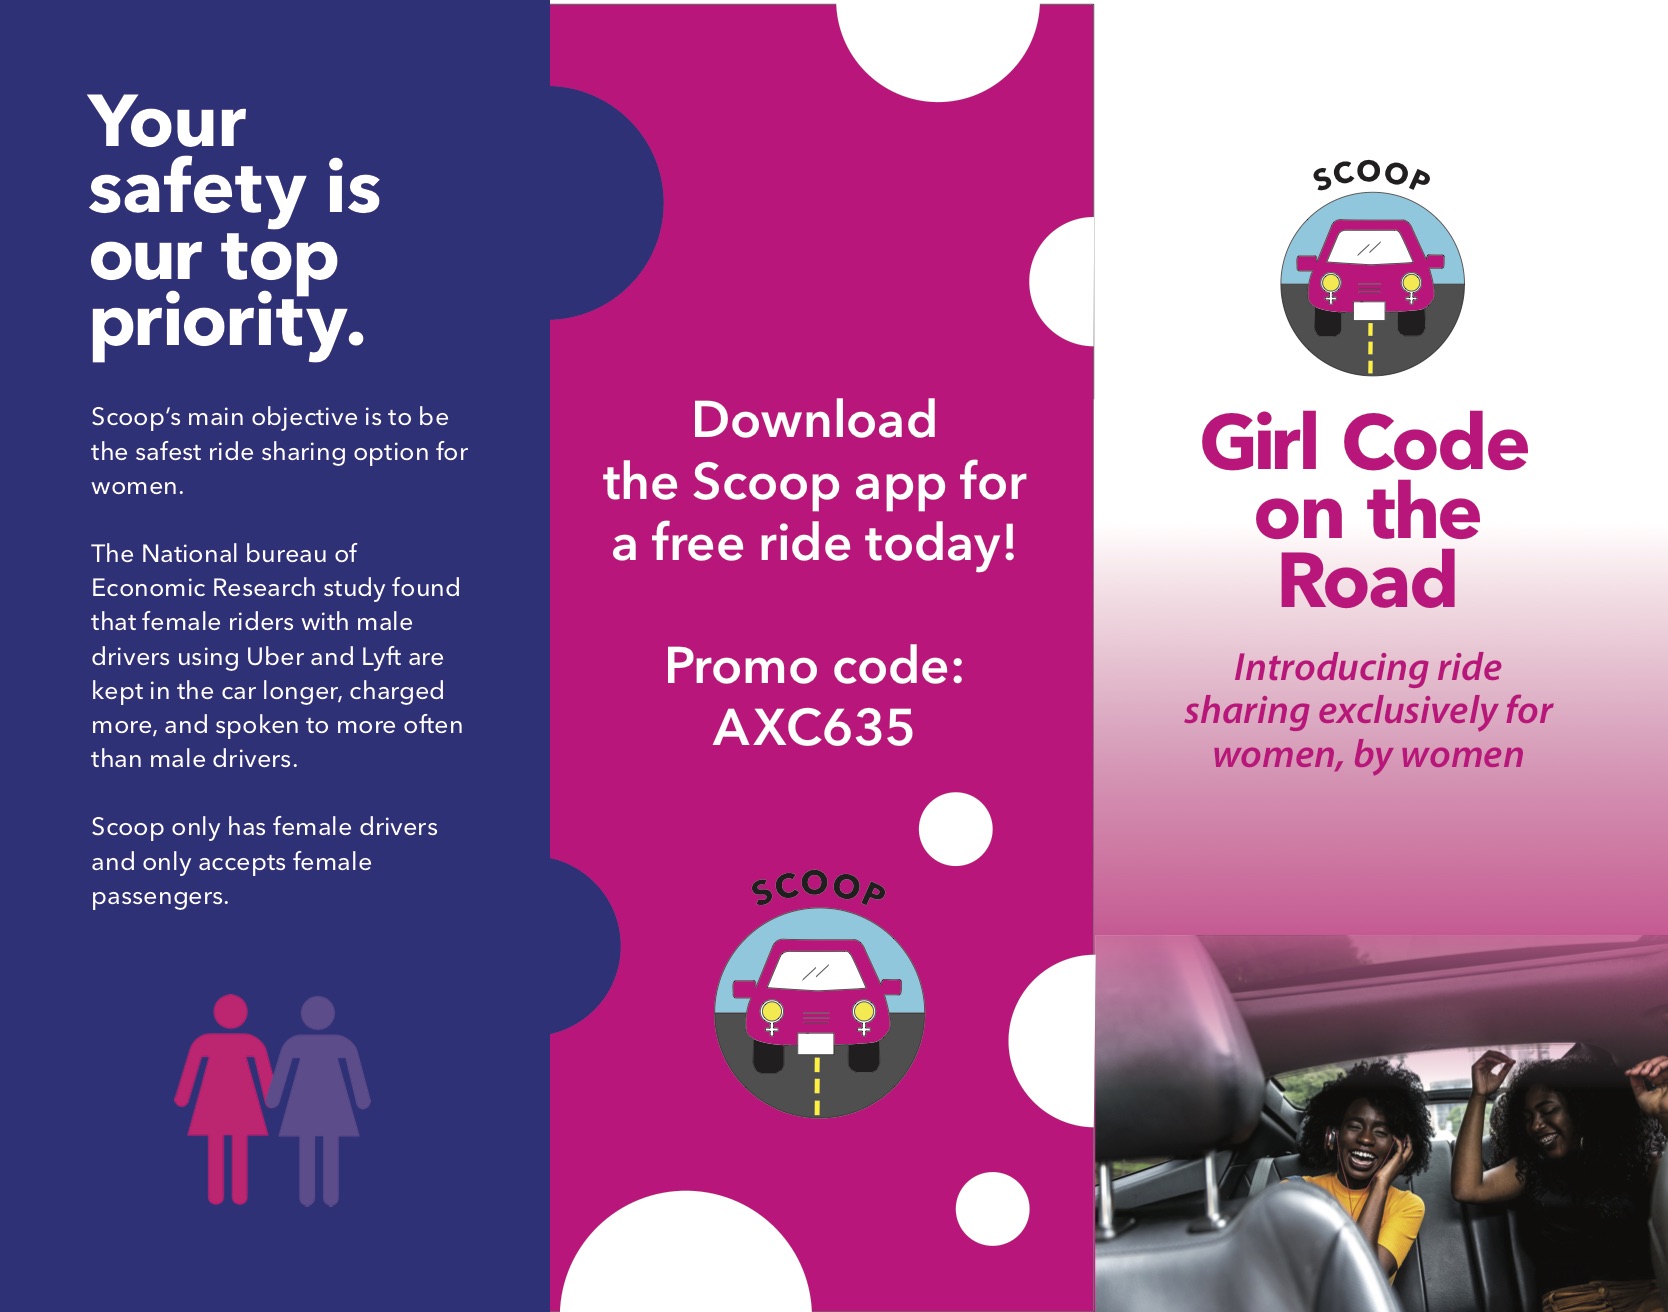 Your
safety is
our top
priority.
Scoop’s main objective is to be
the safest ride sharing option for
women.
The National bureau of
Economic Research study found
that female riders with male
drivers using Uber and Lyft are
kept in the car longer, charged
more, and spoken to more often
than male drivers.
Scoop only has female drivers
and only accepts female
passengers.
Download
the Scoop app for
a free ride today!
Promo code:
AXC635
SCOOP
SCOOP
Girl Code
on the
Road
Introducing ride
sharing exclusively for
women, by women